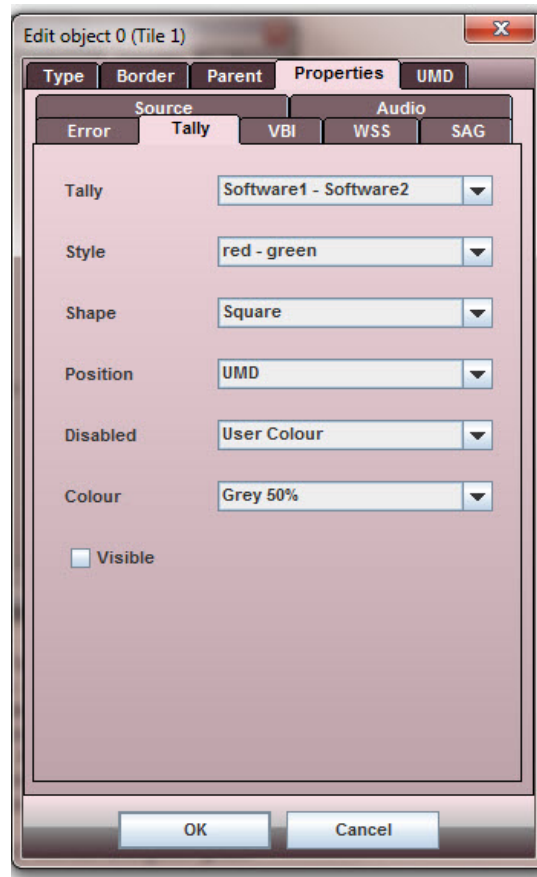 Edit object 0 (Tile 1)
x
Type Border Parent Properties UMD
Source Audio
Error Tally VBI WSS SAG
Tally Software1 - Software2
Style red - green
Shape Square
Position UMD
Disabled User Colour
Colour Grey 50%
Visible
OK Cancel